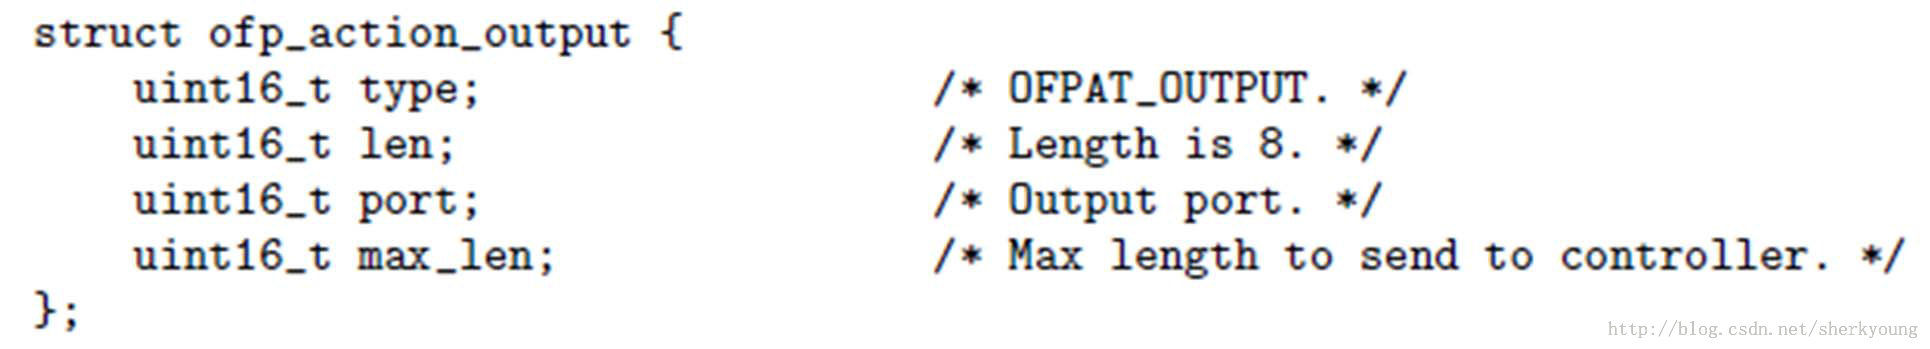 struct ofp_action_output {
    uint16_t type;                    /* OFPAT_OUTPUT. */
    uint16_t len;                     /* Length is 8. */
    uint16_t port;                    /* Output port. */
    uint16_t max_len;                 /* Max length to send to controller. */
};
http://blog.csdn.net/sherkyoung